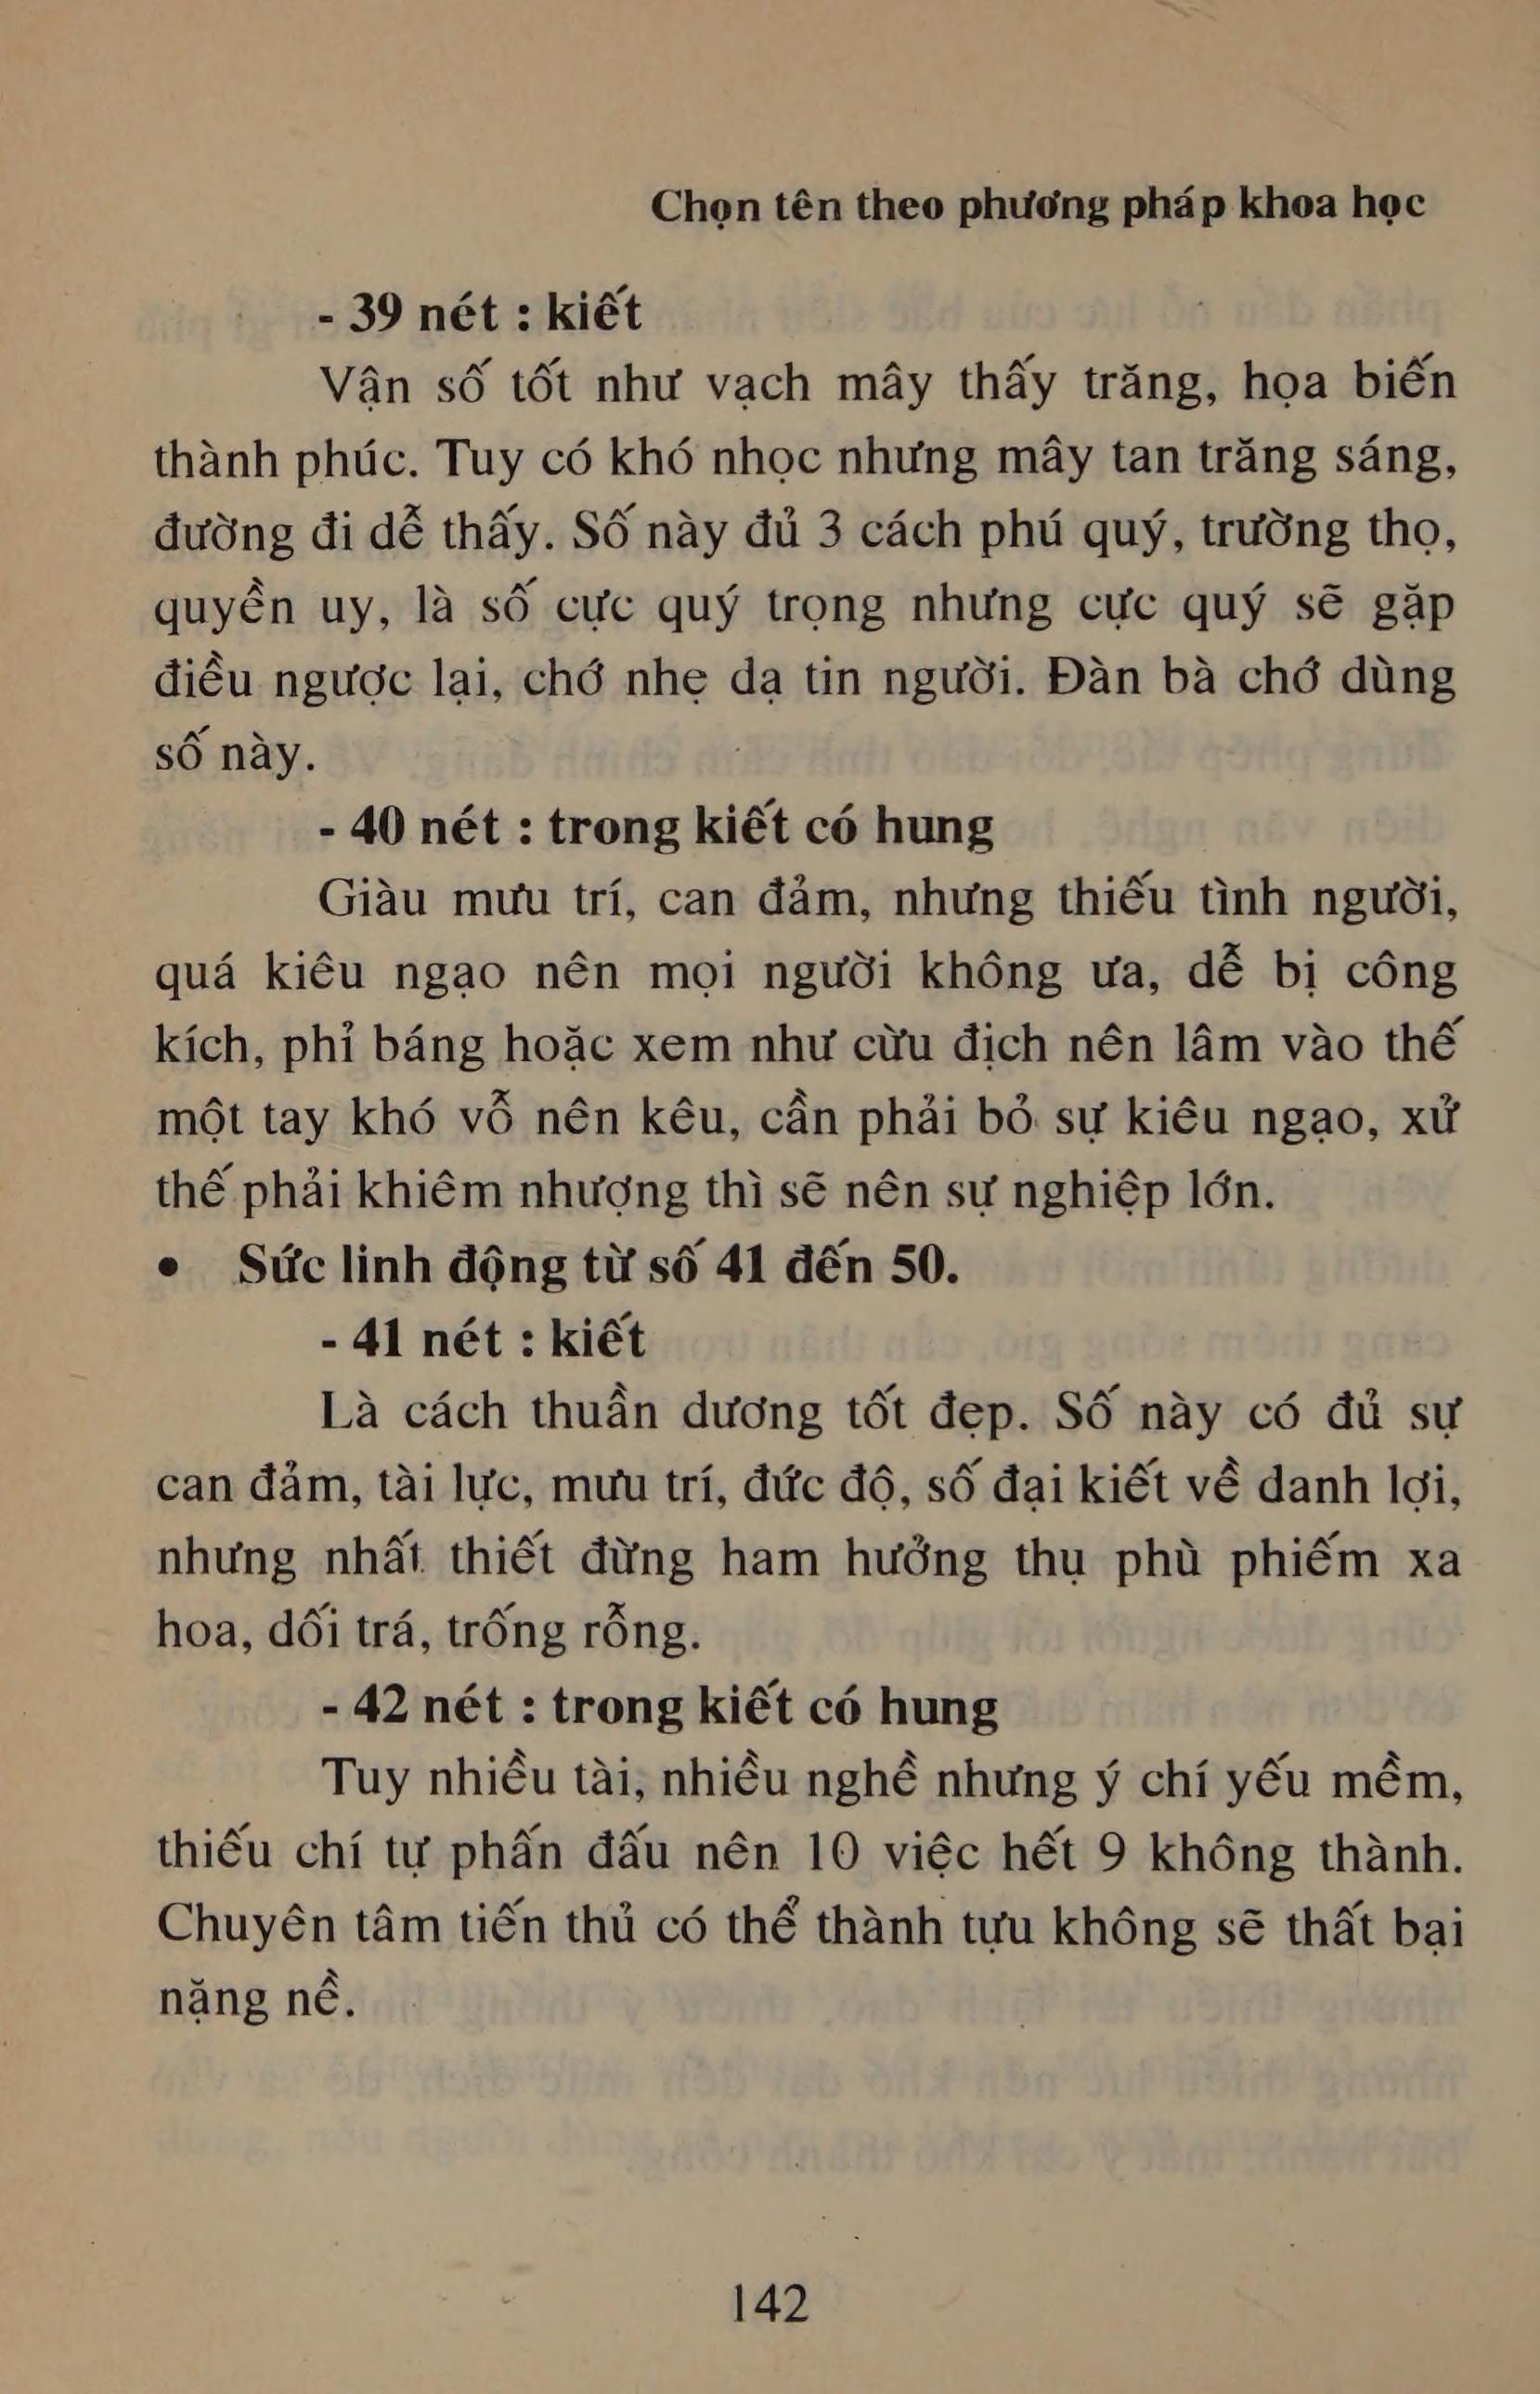 Chọn tên theo phương pháp khoa học
- 39 nét : kiết
Vận số tốt như vạch mây thấy trăng, họa biến
thành phúc. Tuy có khó nhọc nhưng mây tan trăng sáng,
đường đi dễ thấy. Số này đủ 3 cách phú quý, trường thọ,
quyền uy, là số cực quý trọng nhưng cực quý sẽ gặp
điều ngược lại, chớ nhẹ dạ tin người. Đàn bà chớ dùng
số này.
- 40 nét : trong kiết có hung
Giàu mưu trí, can đảm, nhưng thiếu tình người,
quá kiêu ngạo nên mọi người không ưa, dễ bị công
kích, phỉ báng hoặc xem như cừu địch nên lâm vào thế
một tay khó vỗ nên kêu, cần phải bỏ sự kiêu ngạo, xử
thế phải khiêm nhượng thì sẽ nên sự nghiệp lớn.
• Sức linh động từ số 41 đến 50.
- 41 nét : kiết
Là cách thuần dương tốt đẹp. Số này có đủ sự
can đảm, tài lực, mưu trí, đức độ, số đại kiết về danh lợi,
nhưng nhất thiết đừng ham hưởng thụ phù phiếm xa
hoa, dối trá, trống rỗng.
- 42 nét : trong kiết có hung
Tuy nhiều tài, nhiều nghề nhưng ý chí yếu mềm,
thiếu chí tự phấn đấu nên 10 việc hết 9 không thành.
Chuyên tâm tiến thủ có thể thành tựu không sẽ thất bại
nặng nề.
142